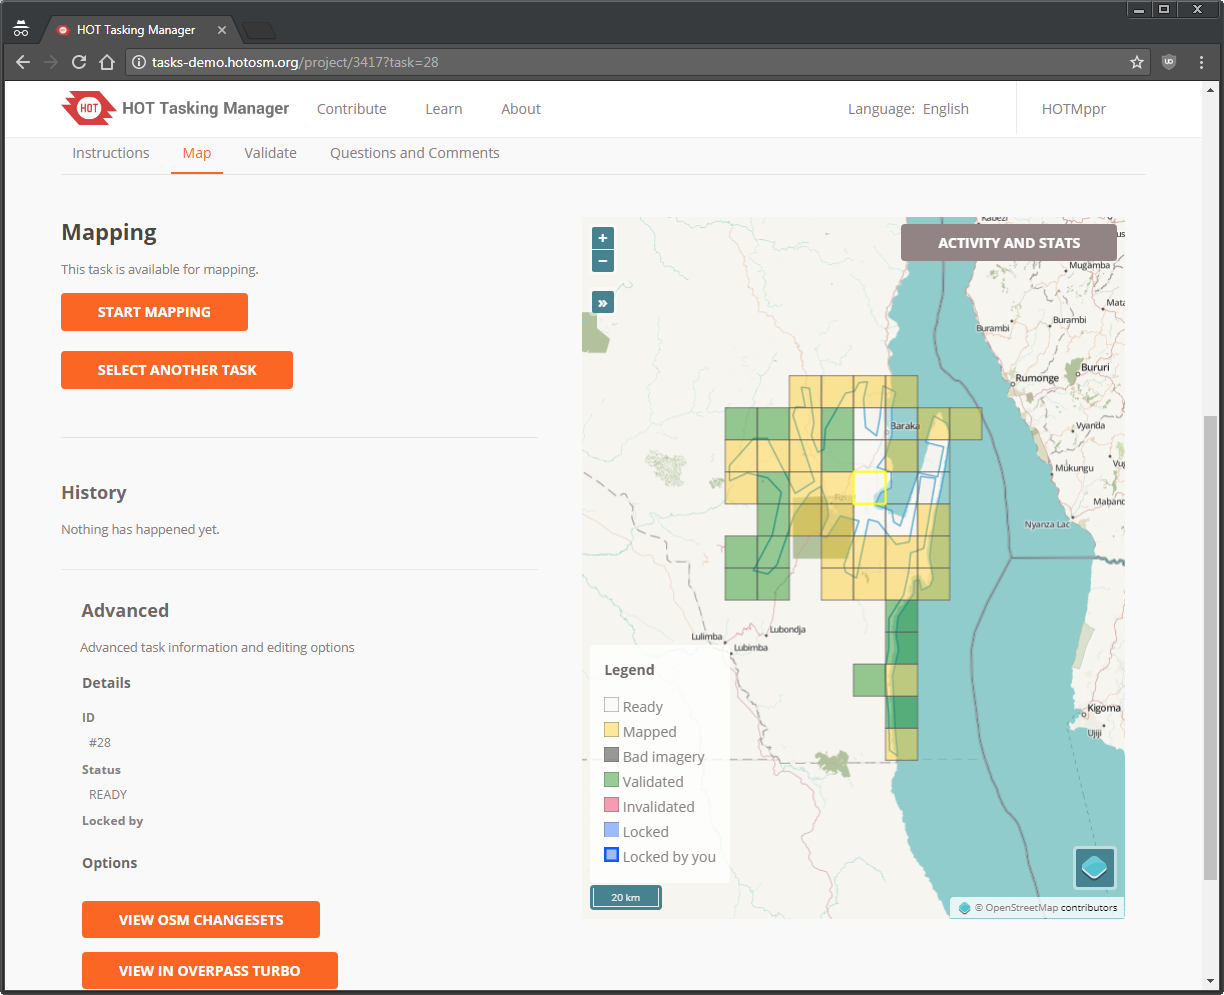 HOT Tasking Manager
tasks-demo.hotosm.org/project/3417?task=28
HOT
HOT Tasking Manager
Contribute
Learn
About
Language: English
HOTMppr
Instructions
Map
Validate
Questions and Comments
Mapping
This task is available for mapping.
START MAPPING
SELECT ANOTHER TASK
History
Nothing has happened yet.
Advanced
Advanced task information and editing options
Details
ID
#28
Status
READY
Locked by
Options
VIEW OSM CHANGESETS
VIEW IN OVERPASS TURBO
+
−
»
ACTIVITY AND STATS
Kabezi
Mugamba
Burambi
Burambi
Bururi
Rumonge
Vyanda
Baraka
Mukungu
Nyanza Lac
Lulimba
Lubondja
Lubimba
Kigoma
Ujiji
Legend
Ready
Mapped
Bad imagery
Validated
Invalidated
Locked
Locked by you
20 km
© OpenStreetMap contributors